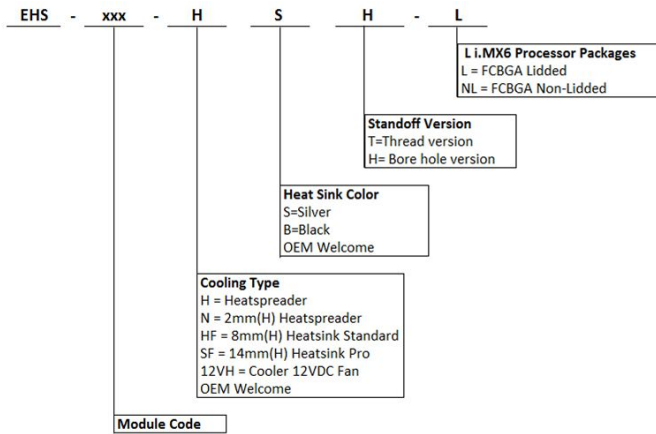 EHS - xxx - H S H - L
L i.MX6 Processor Packages
L = FCBGA Lidded
NL = FCBGA Non-Lidded
Standoff Version
T=Thread version
H= Bore hole version
Heat Sink Color
S=Silver
B=Black
OEM Welcome
Cooling Type
H = Heatspreader
N = 2mm(H) Heatspreader
HF = 8mm(H) Heatsink Standard
SF = 14mm(H) Heatsink Pro
12VH = Cooler 12VDC Fan
OEM Welcome
Module Code